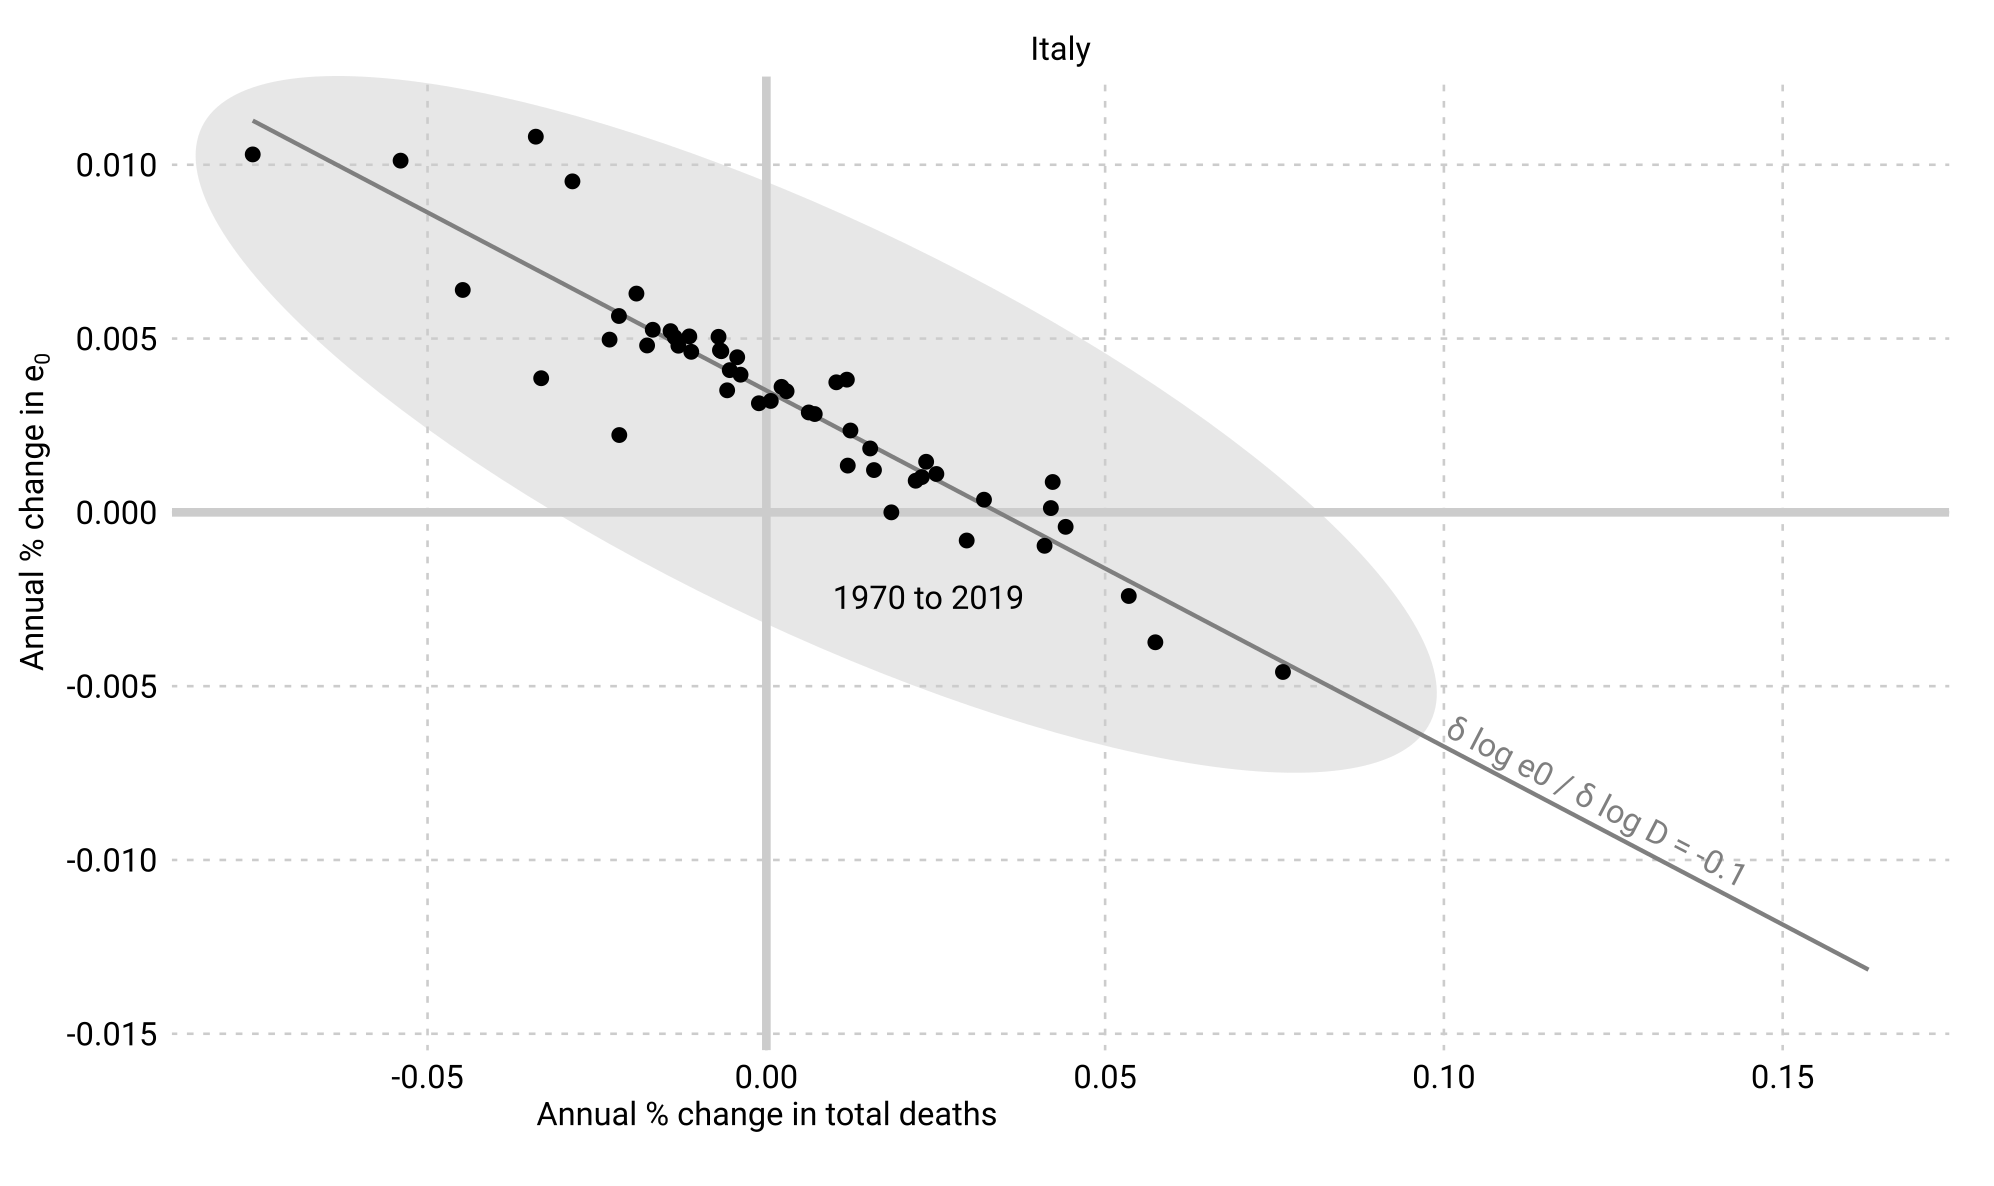 Italy
Annual % change in e0
0.010
0.005
0.000
-0.005
-0.010
-0.015
1970 to 2019
δ log e0 / δ log D = -0.1
-0.05
0.00
0.05
0.10
0.15
Annual % change in total deaths